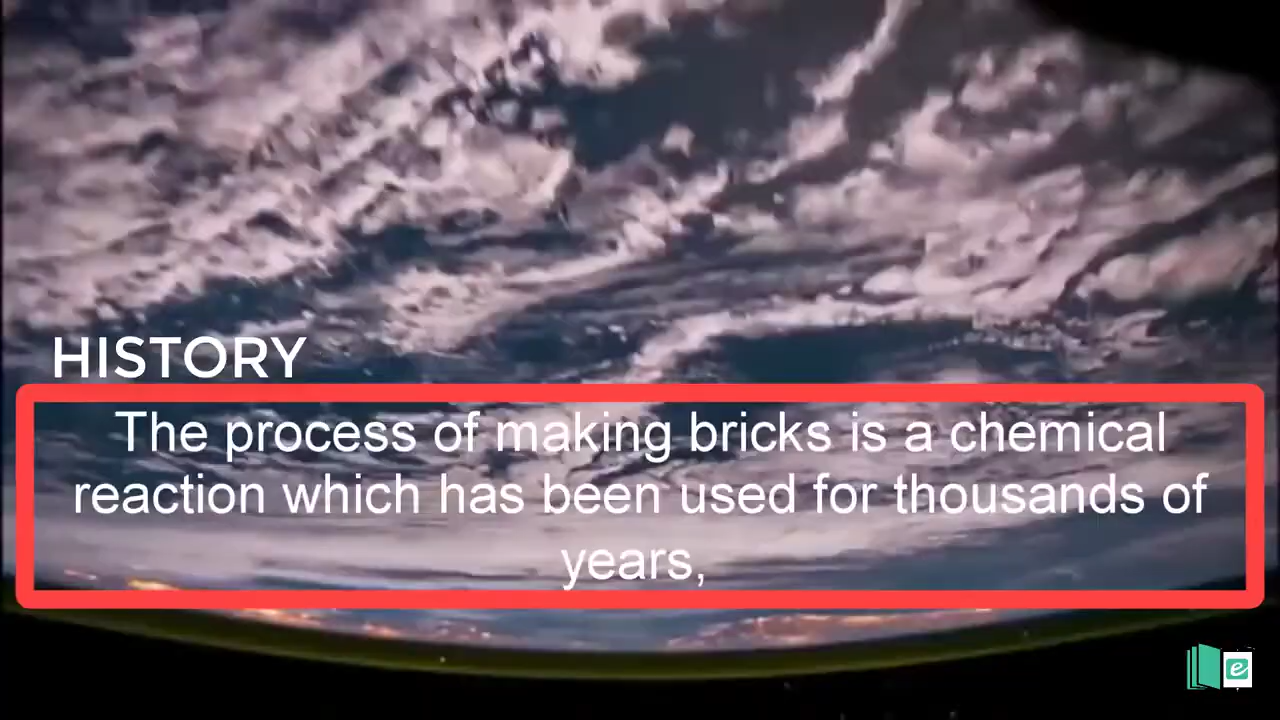 HISTORY
The process of making bricks is a chemical
reaction which has been used for thousands of
years,
e